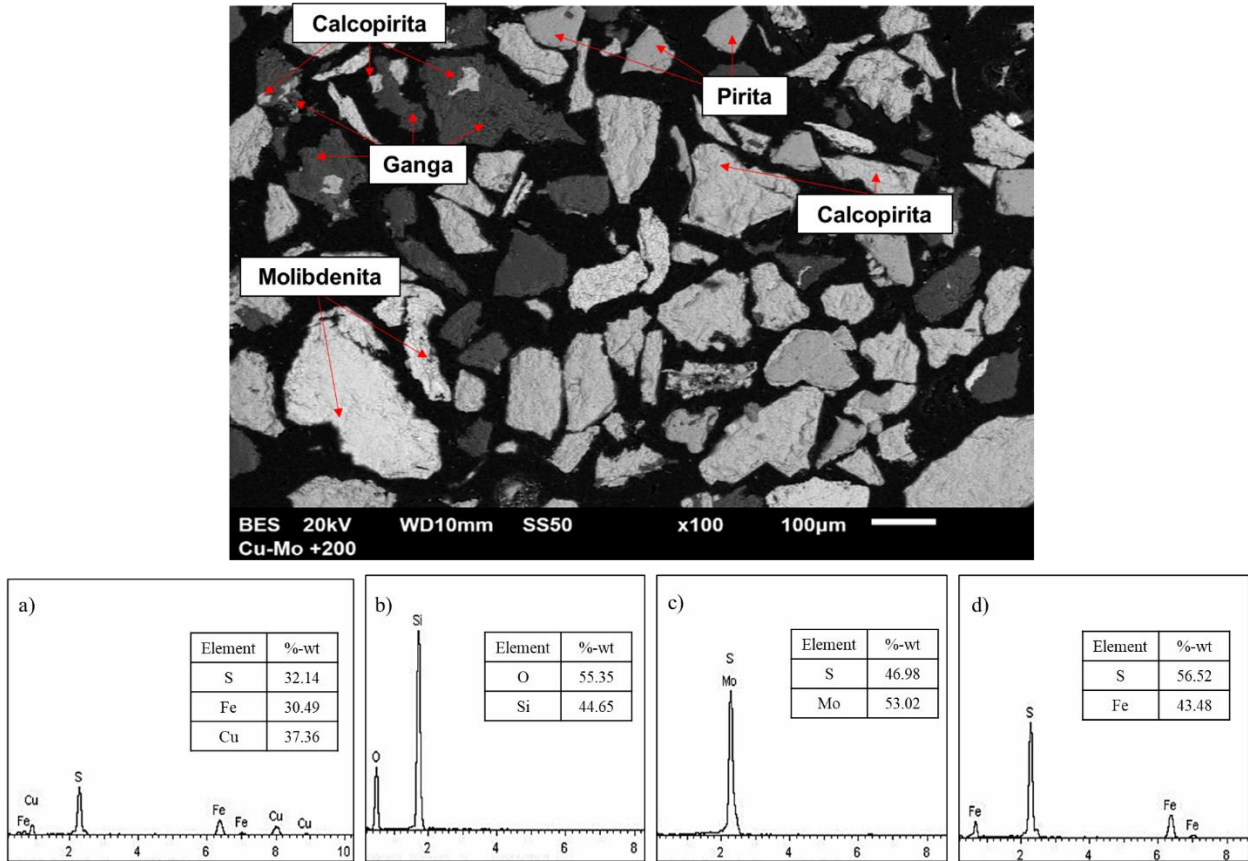 Calcopirita
Pirita
Ganga
Calcopirita
Molibdenita
BES 20kV WD10mm SS50 x100 100µm
Cu-Mo +200
a)
Element %-wt
S 32.14
Fe 30.49
Cu 37.36
Fe Cu S Fe Fe Cu Cu
2 4 6 8 10
b)
Element %-wt
O 55.35
Si 44.65
O Si
2 4 6 8
c)
Element %-wt
S 46.98
Mo 53.02
S
Mo
2 4 6 8
d)
Element %-wt
S 56.52
Fe 43.48
Fe S Fe Fe
2 4 6 8